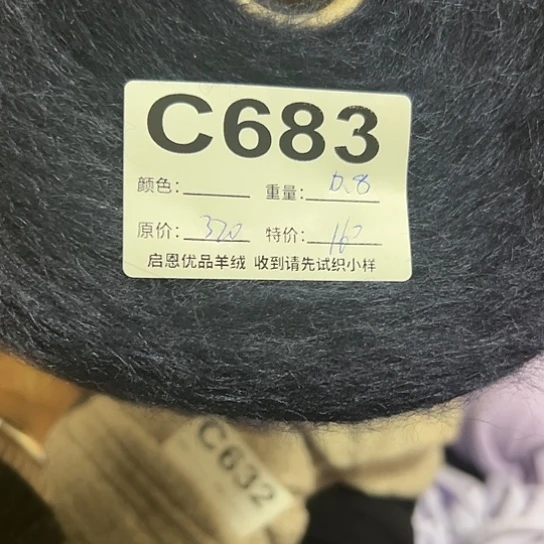 C683
颜色: 重量: 0.8
原价: 320 特价: 160
启恩优品羊绒 收到请先试织小样
C632